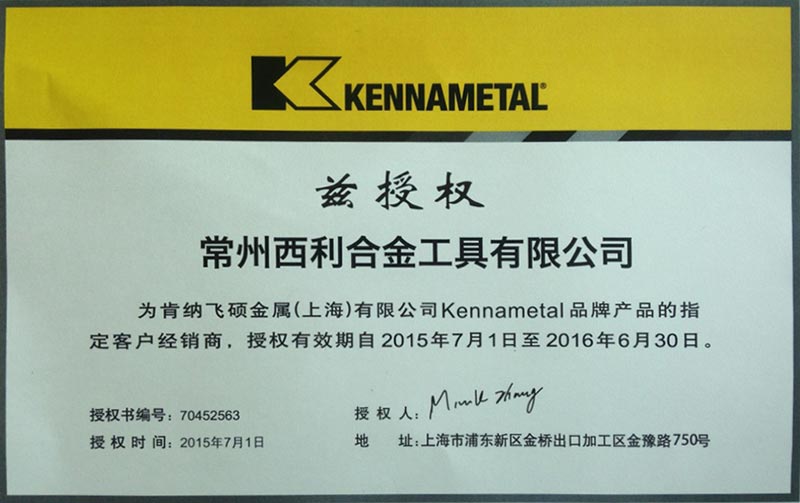 KENNAMETAL®
兹授权
常州西利合金工具有限公司
为肯纳飞硕金属(上海)有限公司Kennametal品牌产品的指
定客户经销商，授权有效期自2015年7月1日至2016年6月30日。
授权书编号：70452563
授权人：
授权时间：2015年7月1日
地址：上海市浦东新区金桥出口加工区金豫路750号